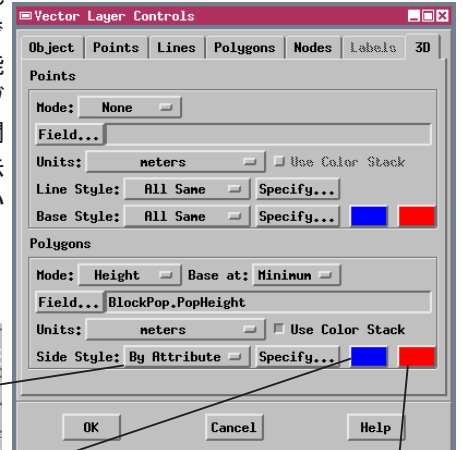 Vector Layer Controls
Object Points Lines Polygons Nodes Labels 3D
Points
Mode: None
Field...
Units: meters Use Color Stack
Line Style: All Same Specify...
Base Style: All Same Specify...
Polygons
Mode: Height Base at: Minimum
Field... BlockPop.PopHeight
Units: meters Use Color Stack
Side Style: By Attribute Specify...
OK Cancel Help